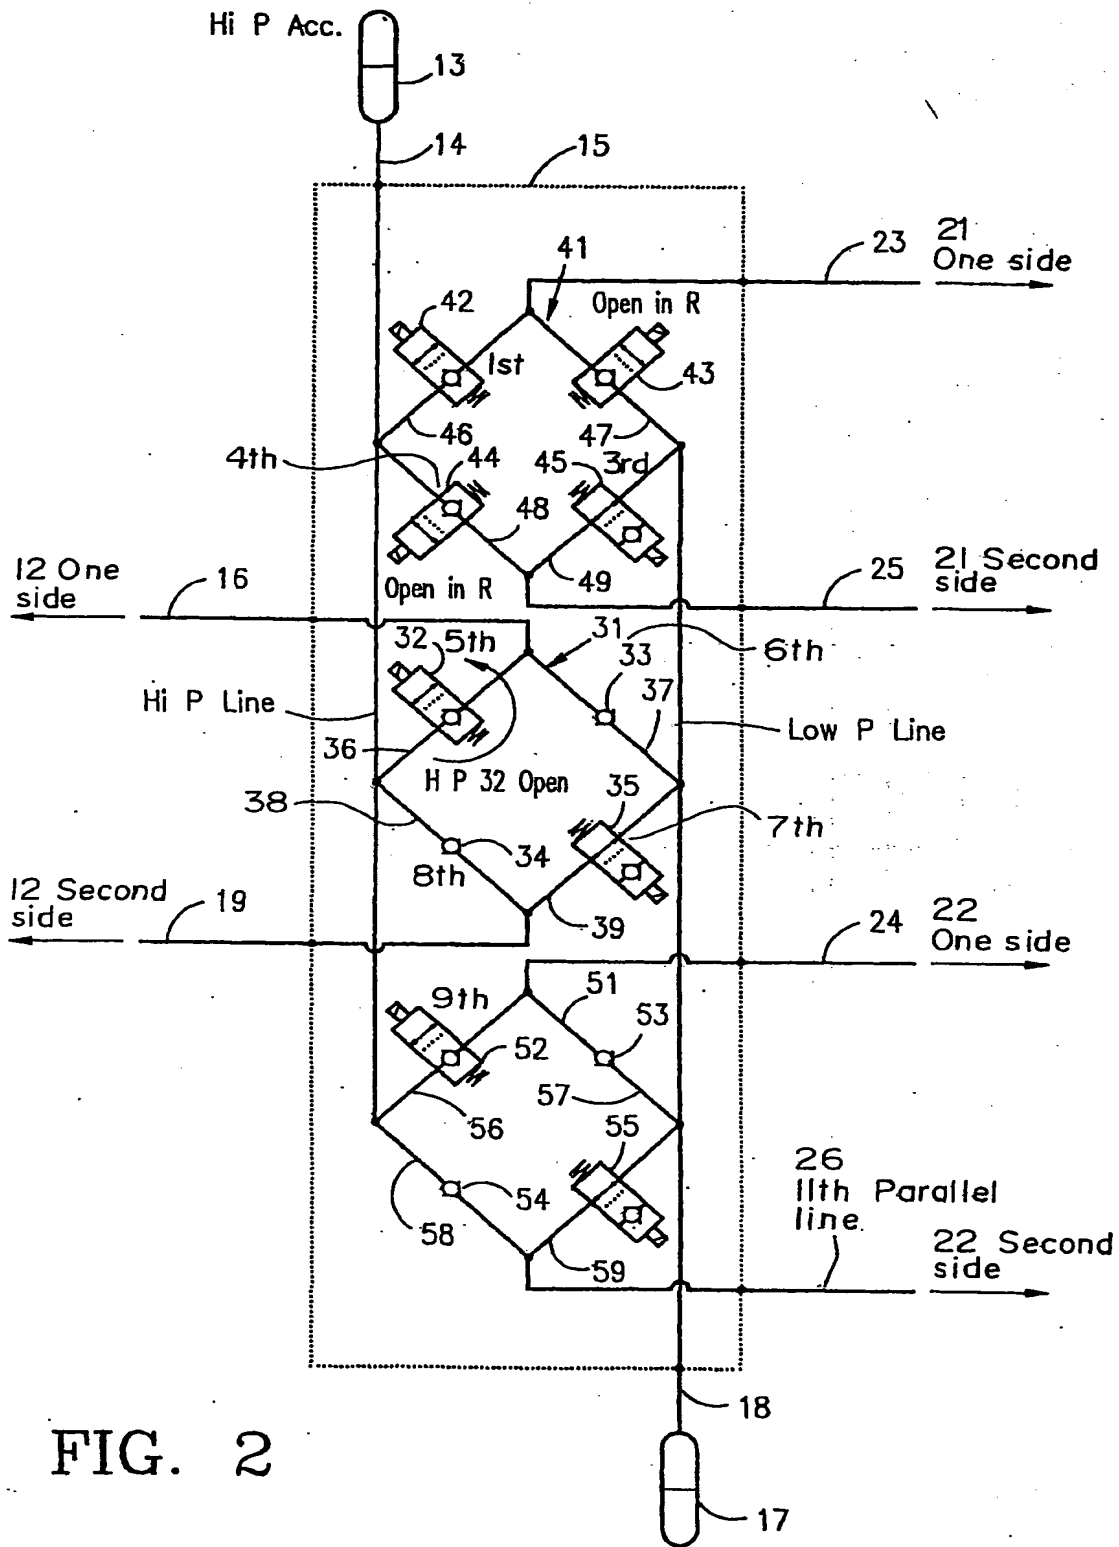 Hi P Acc.
13
14
15
23
21
One side
41
Open in R
42
1st
43
46
47
4th
44
45
3rd
48
49
12 One
side
16
Open in R
25
21 Second
side
32
5th
31
33
6th
Hi P Line
37
Low P Line
36
H P 32 Open
38
35
7th
34
8th
12 Second
side
19
39
24
22
One side
9th
51
53
52
56
57
55
26
11th Parallel
line
54
58
59
22 Second
side
18
17
FIG. 2